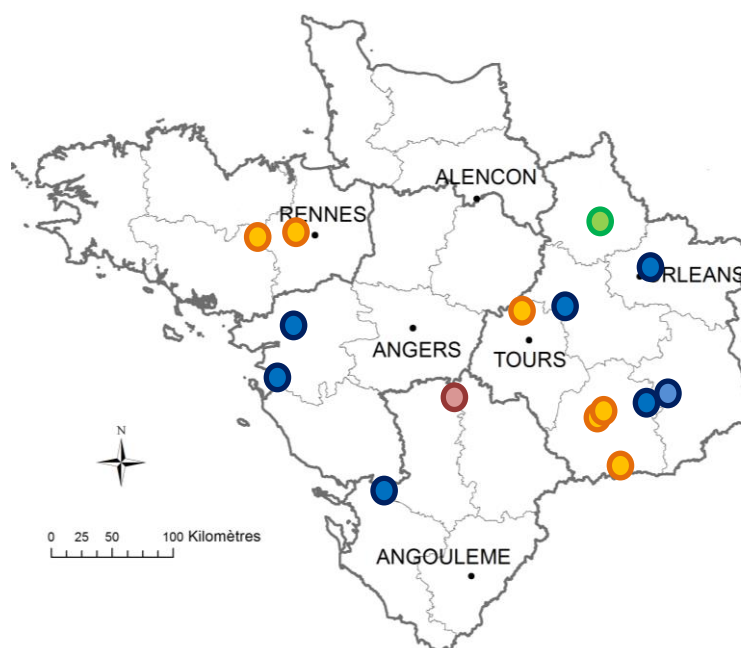 ALENCON
RENNES
RLEANS
ANGERS
TOURS
N
0 25 50 100 Kilomètres
ANGOULEME